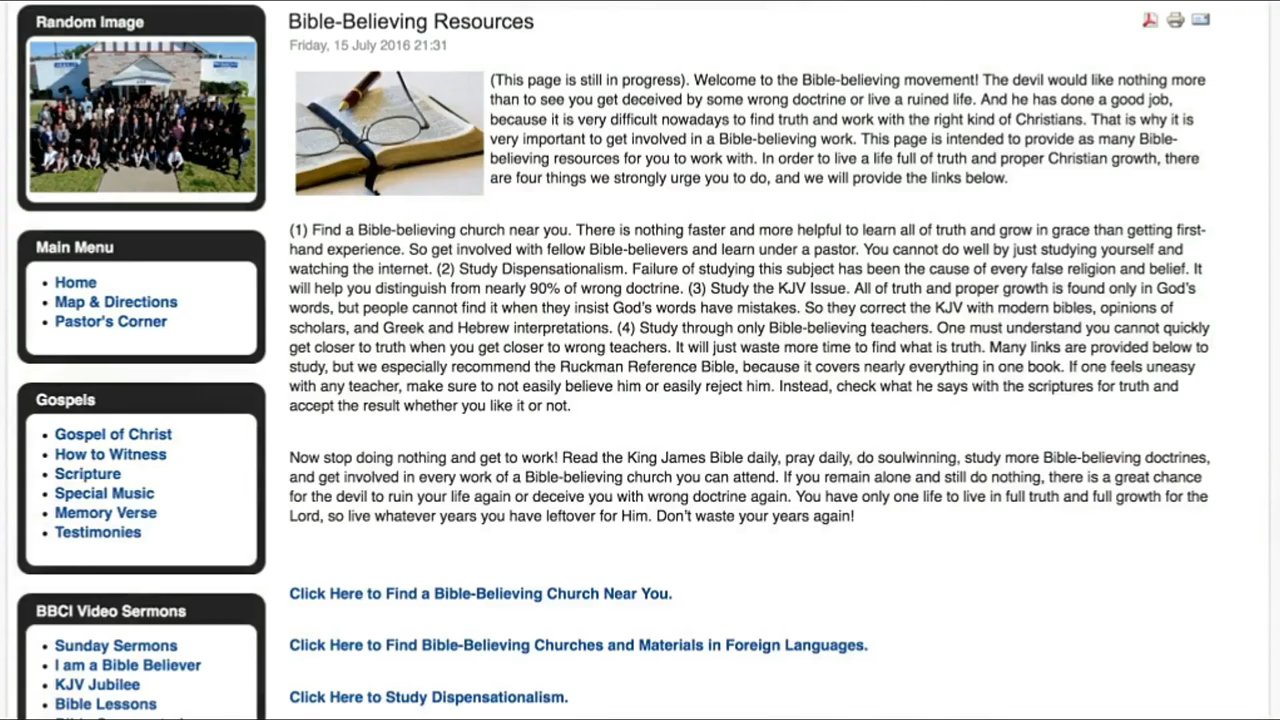 Random Image
Main Menu
Home
Map & Directions
Pastor's Corner
Gospels
Gospel of Christ
How to Witness
Scripture
Special Music
Memory Verse
Testimonies
BBCI Video Sermons
Sunday Sermons
I am a Bible Believer
KJV Jubilee
Bible Lessons
Bible-Believing Resources
Friday, 15 July 2016 21:31
(This page is still in progress). Welcome to the Bible-believing movement! The devil would like nothing more
than to see you get deceived by some wrong doctrine or live a ruined life. And he has done a good job,
because it is very difficult nowadays to find truth and work with the right kind of Christians. That is why it is
very important to get involved in a Bible-believing work. This page is intended to provide as many Bible-
believing resources for you to work with. In order to live a life full of truth and proper Christian growth, there
are four things we strongly urge you to do, and we will provide the links below.
(1) Find a Bible-believing church near you. There is nothing faster and more helpful to learn all of truth and grow in grace than getting first-
hand experience. So get involved with fellow Bible-believers and learn under a pastor. You cannot do well by just studying yourself and
watching the internet. (2) Study Dispensationalism. Failure of studying this subject has been the cause of every false religion and belief. It
will help you distinguish from nearly 90% of wrong doctrine. (3) Study the KJV Issue. All of truth and proper growth is found only in God's
words, but people cannot find it when they insist God's words have mistakes. So they correct the KJV with modern bibles, opinions of
scholars, and Greek and Hebrew interpretations. (4) Study through only Bible-believing teachers. One must understand you cannot quickly
get closer to truth when you get closer to wrong teachers. It will just waste more time to find what is truth. Many links are provided below to
study, but we especially recommend the Ruckman Reference Bible, because it covers nearly everything in one book. If one feels uneasy
with any teacher, make sure to not easily believe him or easily reject him. Instead, check what he says with the scriptures for truth and
accept the result whether you like it or not.
Now stop doing nothing and get to work! Read the King James Bible daily, pray daily, do soulwinning, study more Bible-believing doctrines,
and get involved in every work of a Bible-believing church you can attend. If you remain alone and still do nothing, there is a great chance
for the devil to ruin your life again or deceive you with wrong doctrine again. You have only one life to live in full truth and full growth for the
Lord, so live whatever years you have leftover for Him. Don't waste your years again!
Click Here to Find a Bible-Believing Church Near You.
Click Here to Find Bible-Believing Churches and Materials in Foreign Languages.
Click Here to Study Dispensationalism.